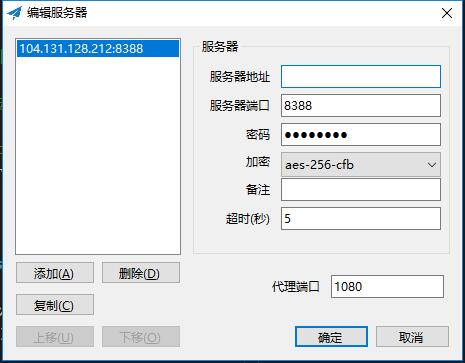 编辑服务器
104.131.128.212:8388
服务器
服务器地址
服务器端口 8388
密码 ●●●●●●●●
加密 aes-256-cfb
备注
超时(秒) 5
添加(A) 删除(D)
复制(C)
上移(U) 下移(O)
代理端口 1080
确定 取消